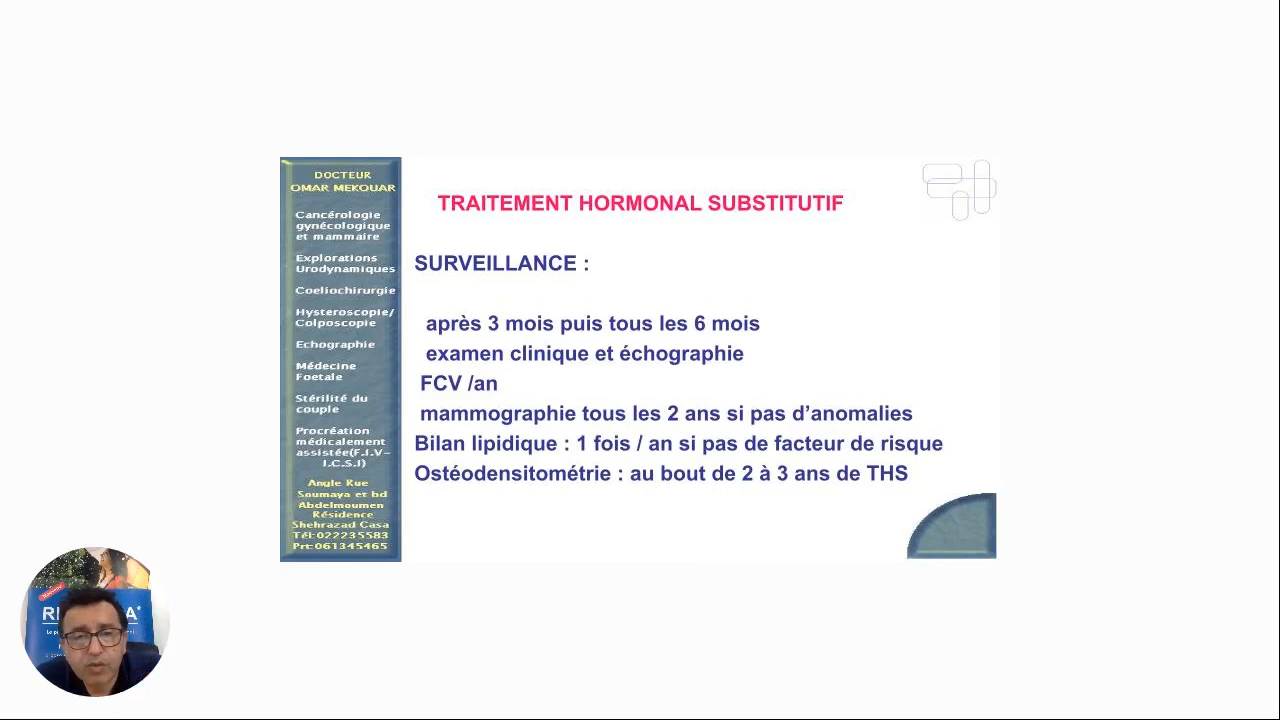 DOCTEUR
OMAR MEKOUAR
Cancérologie
gynécologique
et mammaire
Explorations
Urodynamiques
Coeliochirurgie
Hysteroscopie/
Colposcopie
Echographie
Médecine
Foetale
Stérilité du
couple
Procréation
médicalement
assistée(F.I.V-
I.C.S.I)
Angle Rue
Soumaya et bd
Abdelmoumen
Résidence
Shehrazad Casa
Tél:022235583
Prt:061345465
TRAITEMENT HORMONAL SUBSTITUTIF
SURVEILLANCE :
après 3 mois puis tous les 6 mois
examen clinique et échographie
FCV /an
mammographie tous les 2 ans si pas d’anomalies
Bilan lipidique : 1 fois / an si pas de facteur de risque
Ostéodensitométrie : au bout de 2 à 3 ans de THS